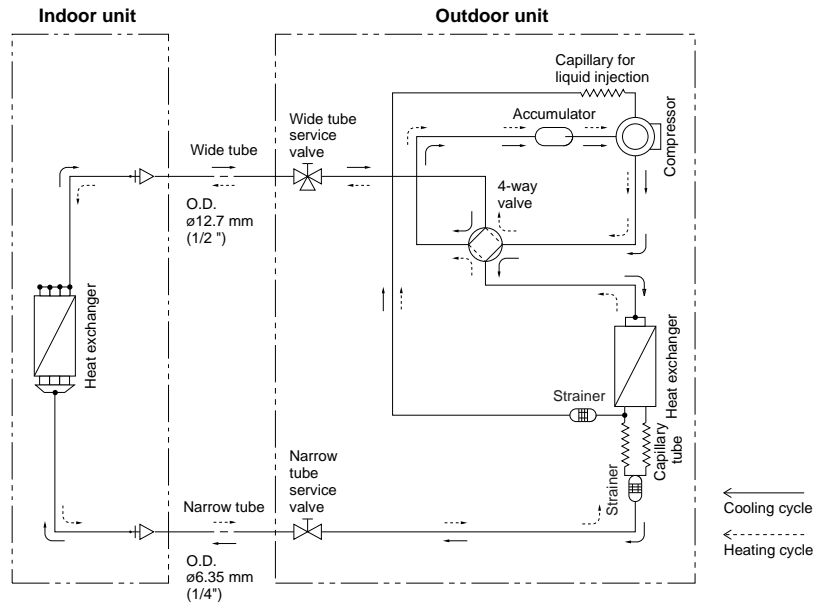 Indoor unit
Outdoor unit
Capillary for
liquid injection
Accumulator
Compressor
Wide tube
service
valve
Wide tube
4-way
valve
O.D.
ø12.7 mm
(1/2 ")
Heat exchanger
Heat exchanger
Strainer
Capillary
tube
Strainer
Narrow
tube
service
valve
Narrow tube
O.D.
ø6.35 mm
(1/4")
Cooling cycle
Heating cycle